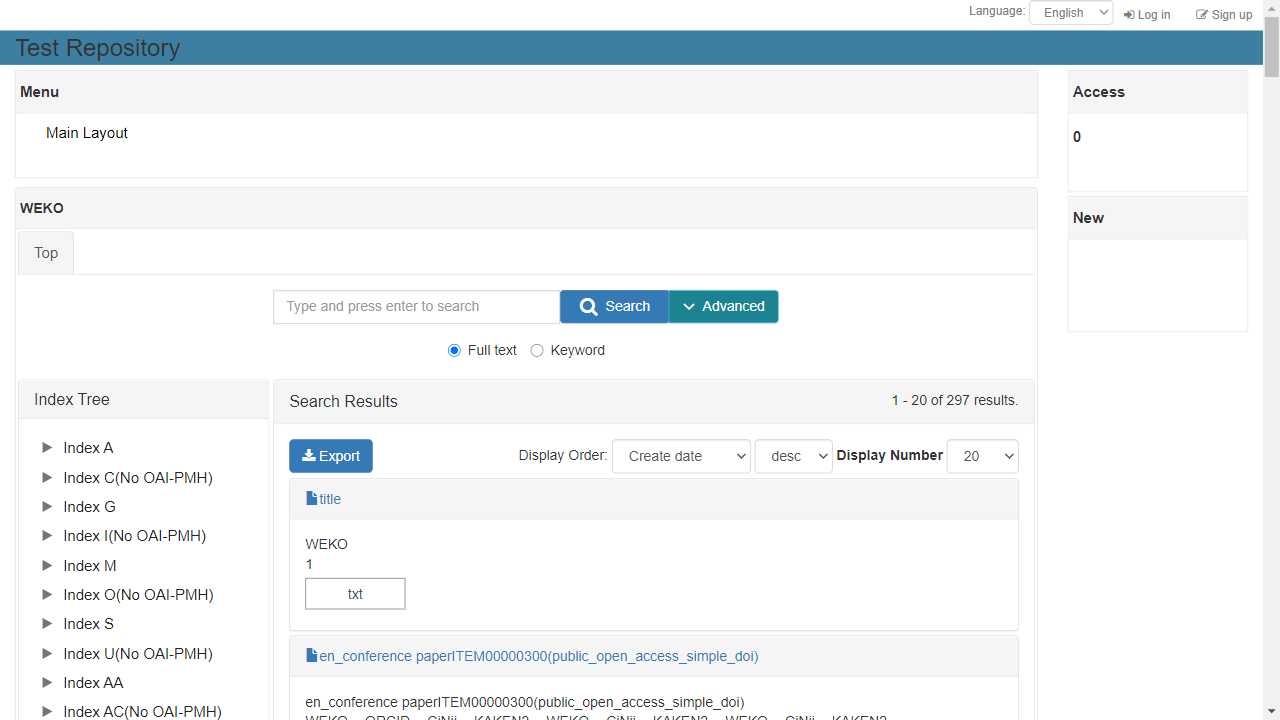 Language: English Log in Sign up
Test Repository
Menu
Main Layout
Access
0
New
WEKO
Top
Type and press enter to search Search Advanced
Full text Keyword
Index Tree
Index A
Index C(No OAI-PMH)
Index G
Index I(No OAI-PMH)
Index M
Index O(No OAI-PMH)
Index S
Index U(No OAI-PMH)
Index AA
Index AC(No OAI-PMH)
Search Results 1 - 20 of 297 results.
Export Display Order: Create date desc Display Number 20
title
WEKO
1
txt
en_conference paperITEM00000300(public_open_access_simple_doi)
en_conference paperITEM00000300(public_open_access_simple_doi)